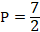 P = 7/2